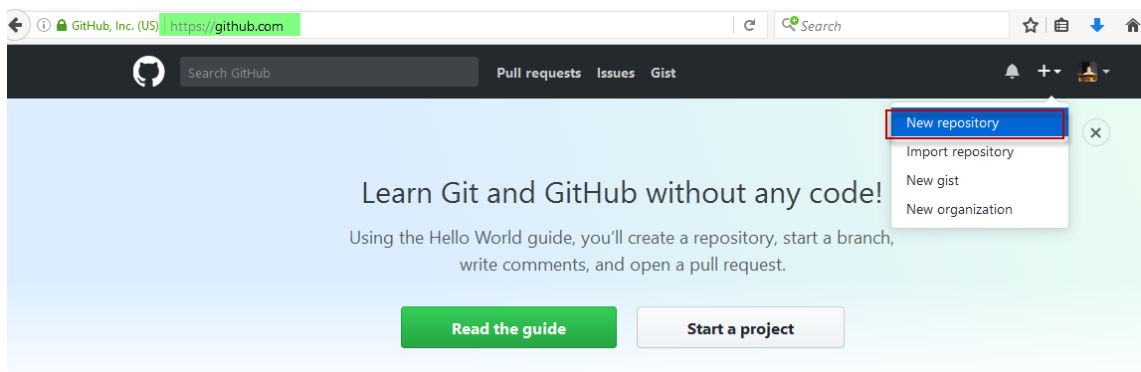 GitHub, Inc. (US) https://github.com Search
Search GitHub Pull requests Issues Gist
New repository
Import repository
New gist
New organization
Learn Git and GitHub without any code!
Using the Hello World guide, you'll create a repository, start a branch,
write comments, and open a pull request.
Read the guide Start a project